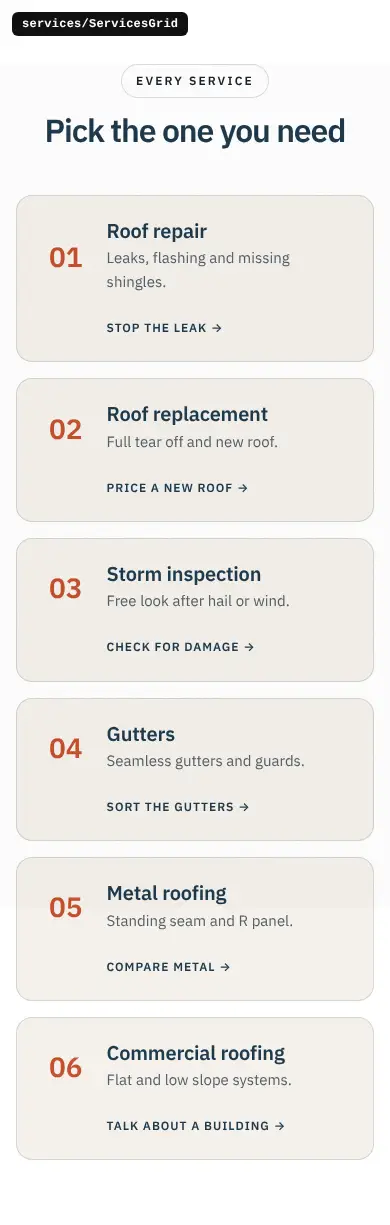 services/ServicesGrid
EVERY SERVICE
Pick the one you need
01
Roof repair
Leaks, flashing and missing
shingles.
STOP THE LEAK →
02
Roof replacement
Full tear off and new roof.
PRICE A NEW ROOF →
03
Storm inspection
Free look after hail or wind.
CHECK FOR DAMAGE →
04
Gutters
Seamless gutters and guards.
SORT THE GUTTERS →
05
Metal roofing
Standing seam and R panel.
COMPARE METAL →
06
Commercial roofing
Flat and low slope systems.
TALK ABOUT A BUILDING →